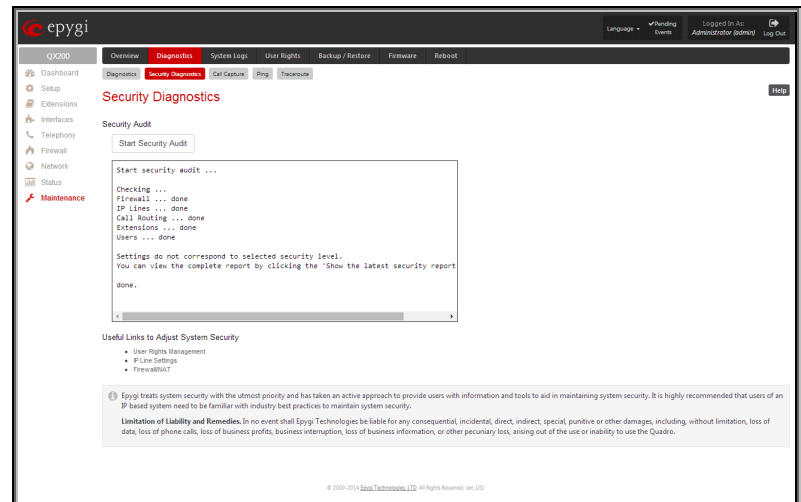 epygi
Language
Pending Events
Logged In As:
Administrator (admin)
Log Out
QX200
Overview Diagnostics System Logs User Rights Backup / Restore Firmware Reboot
Dashboard
Setup
Extensions
Interfaces
Telephony
Firewall
Network
Status
Maintenance
Diagnostics Security Diagnostics Call Capture Ping Traceroute
Help
Security Diagnostics
Security Audit
Start Security Audit
Start security audit ...
Checking ...
Firewall ... done
IP Lines ... done
Call Routing ... done
Extensions ... done
Users ... done
Settings do not correspond to selected security level.
You can view the complete report by clicking the 'Show the latest security report
done.
Useful Links to Adjust System Security
User Rights Management
IP Line Settings
Firewall/NAT
Epygi treats system security with the utmost priority and has taken an active approach to provide users with information and tools to aid in maintaining system security. It is highly recommended that users of an
IP based system need to be familiar with industry best practices to maintain system security.
Limitation of Liability and Remedies. In no event shall Epygi Technologies be liable for any consequential, incidental, direct, indirect, special, punitive or other damages, including, without limitation, loss of
data, loss of phone calls, loss of business profits, business interruption, loss of business information, or other pecuniary loss, arising out of the use or inability to use the Quadro.
© 2000-2014 Epygi Technologies, LTD. All Rights Reserved. (en_US)